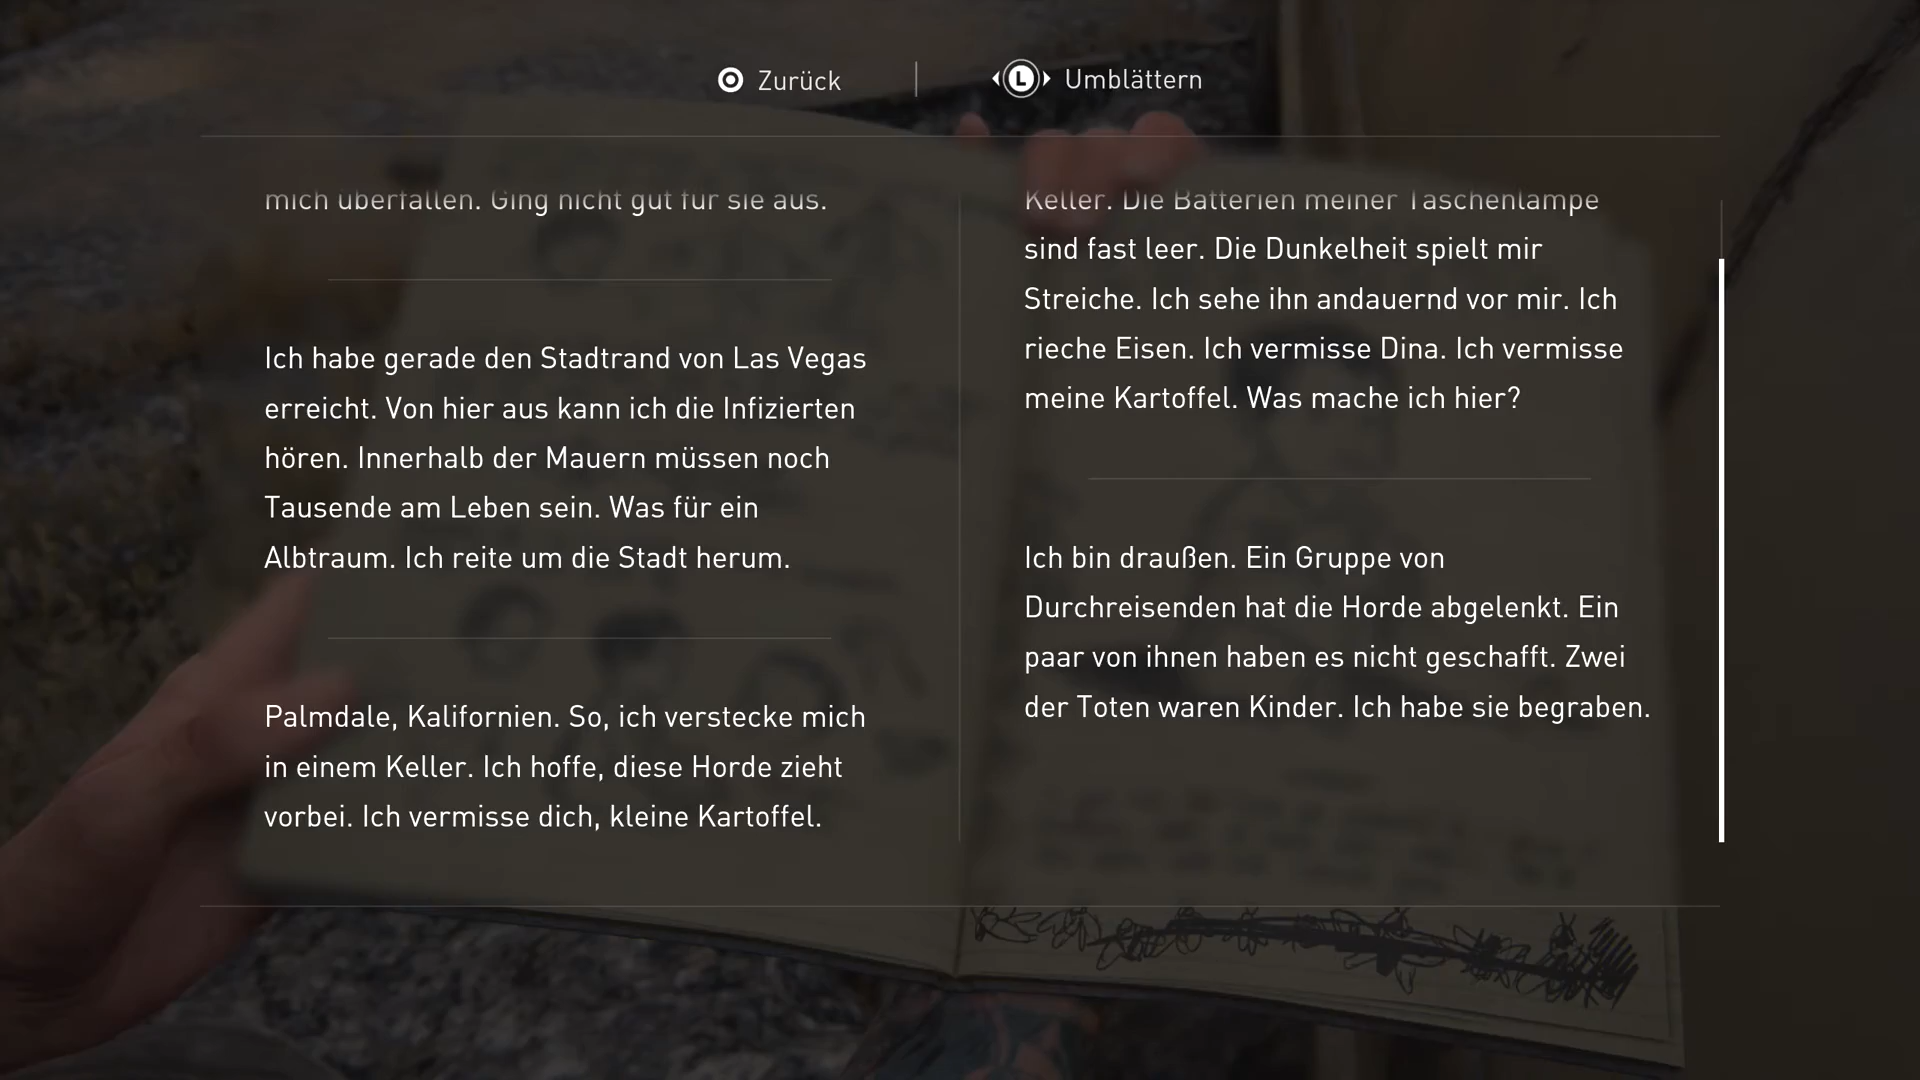 Zurück
L Umblättern
mich überfallen. Ging nicht gut für sie aus.
Ich habe gerade den Stadtrand von Las Vegas
erreicht. Von hier aus kann ich die Infizierten
hören. Innerhalb der Mauern müssen noch
Tausende am Leben sein. Was für ein
Albtraum. Ich reite um die Stadt herum.
Palmdale, Kalifornien. So, ich verstecke mich
in einem Keller. Ich hoffe, diese Horde zieht
vorbei. Ich vermisse dich, kleine Kartoffel.
Keller. Die Batterien meiner Taschenlampe
sind fast leer. Die Dunkelheit spielt mir
Streiche. Ich sehe ihn andauernd vor mir. Ich
rieche Eisen. Ich vermisse Dina. Ich vermisse
meine Kartoffel. Was mache ich hier?
Ich bin draußen. Ein Gruppe von
Durchreisenden hat die Horde abgelenkt. Ein
paar von ihnen haben es nicht geschafft. Zwei
der Toten waren Kinder. Ich habe sie begraben.